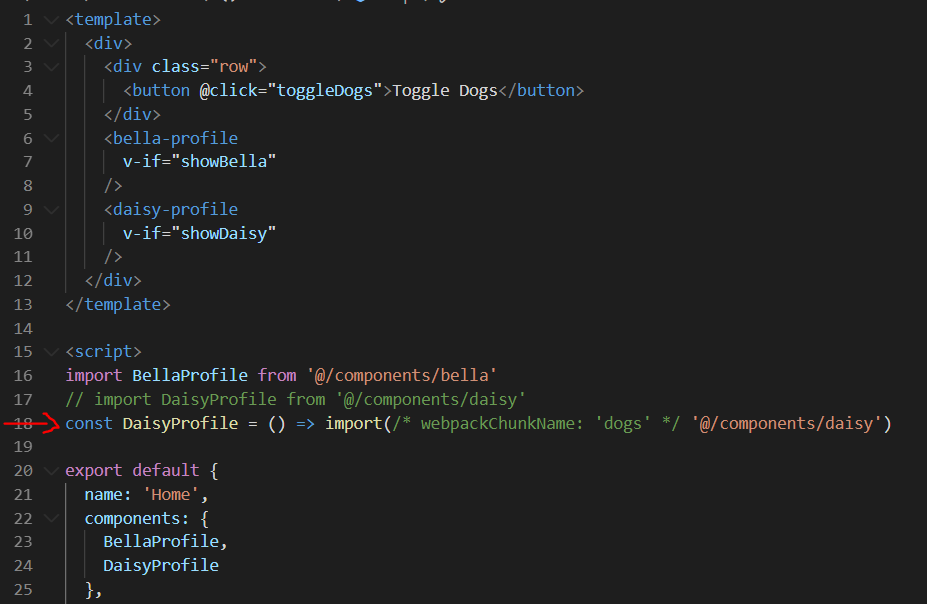 1 <template>
2 <div>
3 <div class="row">
4 <button @click="toggleDogs">Toggle Dogs</button>
5 </div>
6 <bella-profile
7 v-if="showBella"
8 />
9 <daisy-profile
10 v-if="showDaisy"
11 />
12 </div>
13 </template>
14
15 <script>
16 import BellaProfile from '@/components/bella'
17 // import DaisyProfile from '@/components/daisy'
18 const DaisyProfile = () => import(/* webpackChunkName: 'dogs' */ '@/components/daisy')
19
20 export default {
21 name: 'Home',
22 components: {
23 BellaProfile,
24 DaisyProfile
25 },